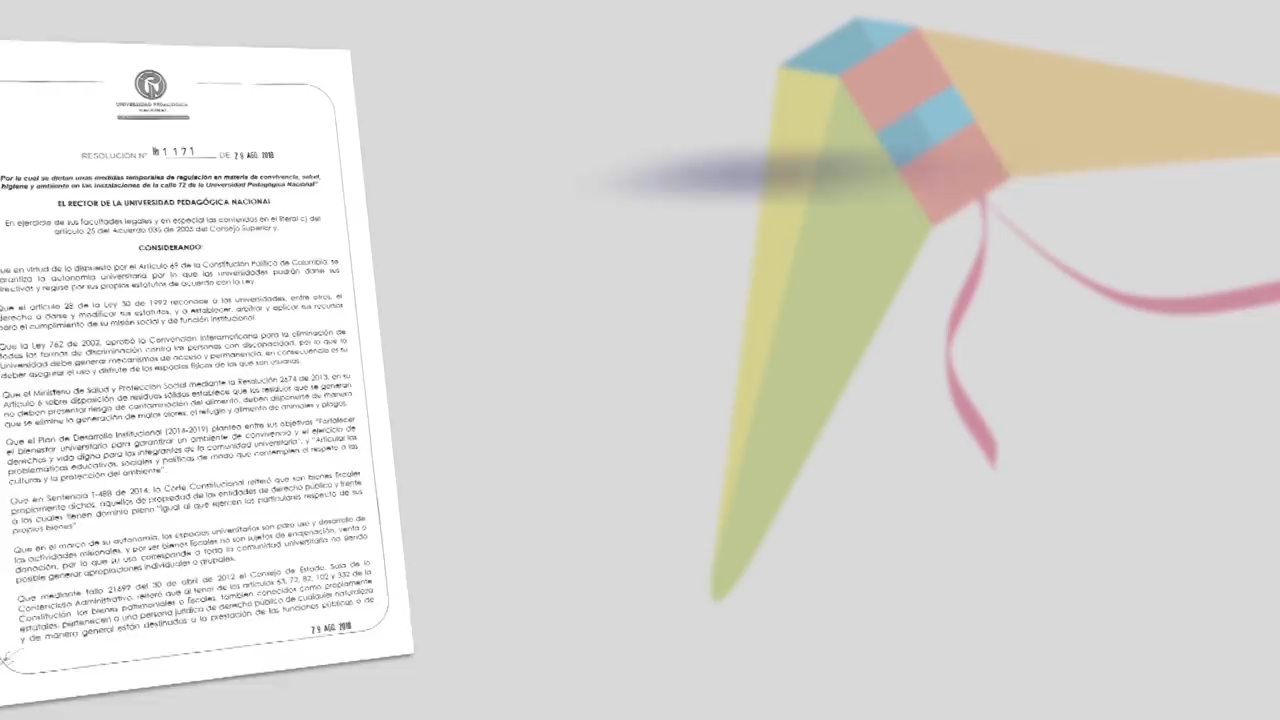 UNIVERSIDAD PEDAGOGICA
NACIONAL
RESOLUCIÓN N° 1171 DE 29 AGO. 2018
"Por la cual se dictan unas medidas temporales de regulación en materia de convivencia, salud,
higiene y ambiente en las instalaciones de la calle 72 de la Universidad Pedagógica Nacional"
EL RECTOR DE LA UNIVERSIDAD PEDAGÓGICA NACIONAL
En ejercicio de sus facultades legales y en especial las contenidas en el literal c) del
artículo 25 del Acuerdo 035 de 2005 del Consejo Superior y,
CONSIDERANDO:
que en virtud de lo dispuesto por el Artículo 69 de la Constitución Política de Colombia, se
garantiza la autonomía universitaria por lo que las universidades podrán darse sus
directivas y regirse por sus propios estatutos de acuerdo con la Ley.
Que el artículo 28 de la Ley 30 de 1992 reconoce a las universidades, entre otros, el
derecho a darse y modificar sus estatutos, y a establecer, arbitrar y aplicar sus recursos
para el cumplimiento de su misión social y de función institucional.
Que la Ley 762 de 2002, aprobó la Convención Interamericana para la eliminación de
todas las formas de discriminación contra las personas con discapacidad, por lo que la
Universidad debe generar mecanismos de acceso y permanencia, en consecuencia es su
deber asegurar el uso y disfrute de los espacios físicos de los que son usuarios.
Que el Ministerio de Salud y Protección Social mediante la Resolución 2674 de 2013, en su
Artículo 6 sobre disposición de residuos sólidos establece que los residuos que se generan
no deben presentar riesgo de contaminación del alimento, deben disponerse de manera
que se elimine la generación de malos olores, el refugio y alimento de animales y plagas.
Que el Plan de Desarrollo Institucional (2014-2019) plantea entre sus objetivos "Fortalecer
el bienestar universitario para garantizar un ambiente de convivencia y el ejercicio de
derechos y vida digna para los integrantes de la comunidad universitaria", y "Articular las
problemáticas educativas, sociales y políticas de modo que contemplen el respeto a las
culturas y la protección del ambiente".
Que en Sentencia T-488 de 2014, la Corte Constitucional reiteró que son bienes fiscales
propiamente dichos, aquellos de propiedad de las entidades de derecho público y frente
a los cuales tienen dominio pleno "igual al que ejercen los particulares respecto de sus
propios bienes"
Que en el marco de su autonomía, los espacios universitarios son para uso y desarrollo de
las actividades misionales, y por ser bienes fiscales no son sujetos de enajenación, venta o
donación, por lo que su uso corresponde a toda la comunidad universitaria no siendo
posible generar apropiaciones individuales o grupales.
Que mediante fallo 21699 del 30 de abril de 2012 el Consejo de Estado, Sala de lo
Contencioso Administrativo, reiteró que al tenor de los artículos 63, 72, 82, 102 y 332 de la
Constitución, los bienes patrimoniales o fiscales, también conocidos como propiamente
estatales, pertenecen a una persona jurídica de derecho público de cualquier naturaleza
y de manera general están destinados a la prestación de las funciones públicas o de
29 AGO. 2018